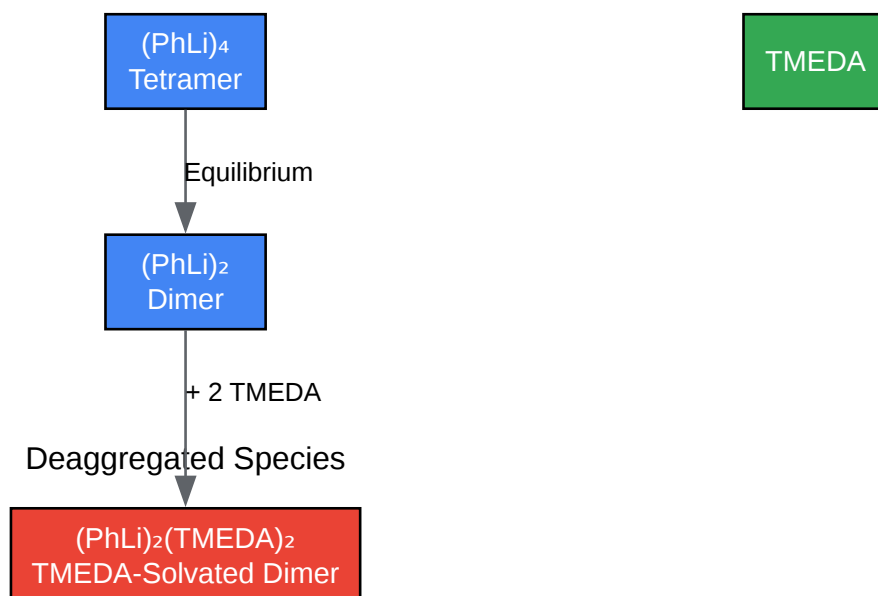 (PhLi)₄
Tetramer
TMEDA
Equilibrium
(PhLi)₂
Dimer
+ 2 TMEDA
Deaggregated Species
(PhLi)₂(TMEDA)₂
TMEDA-Solvated Dimer